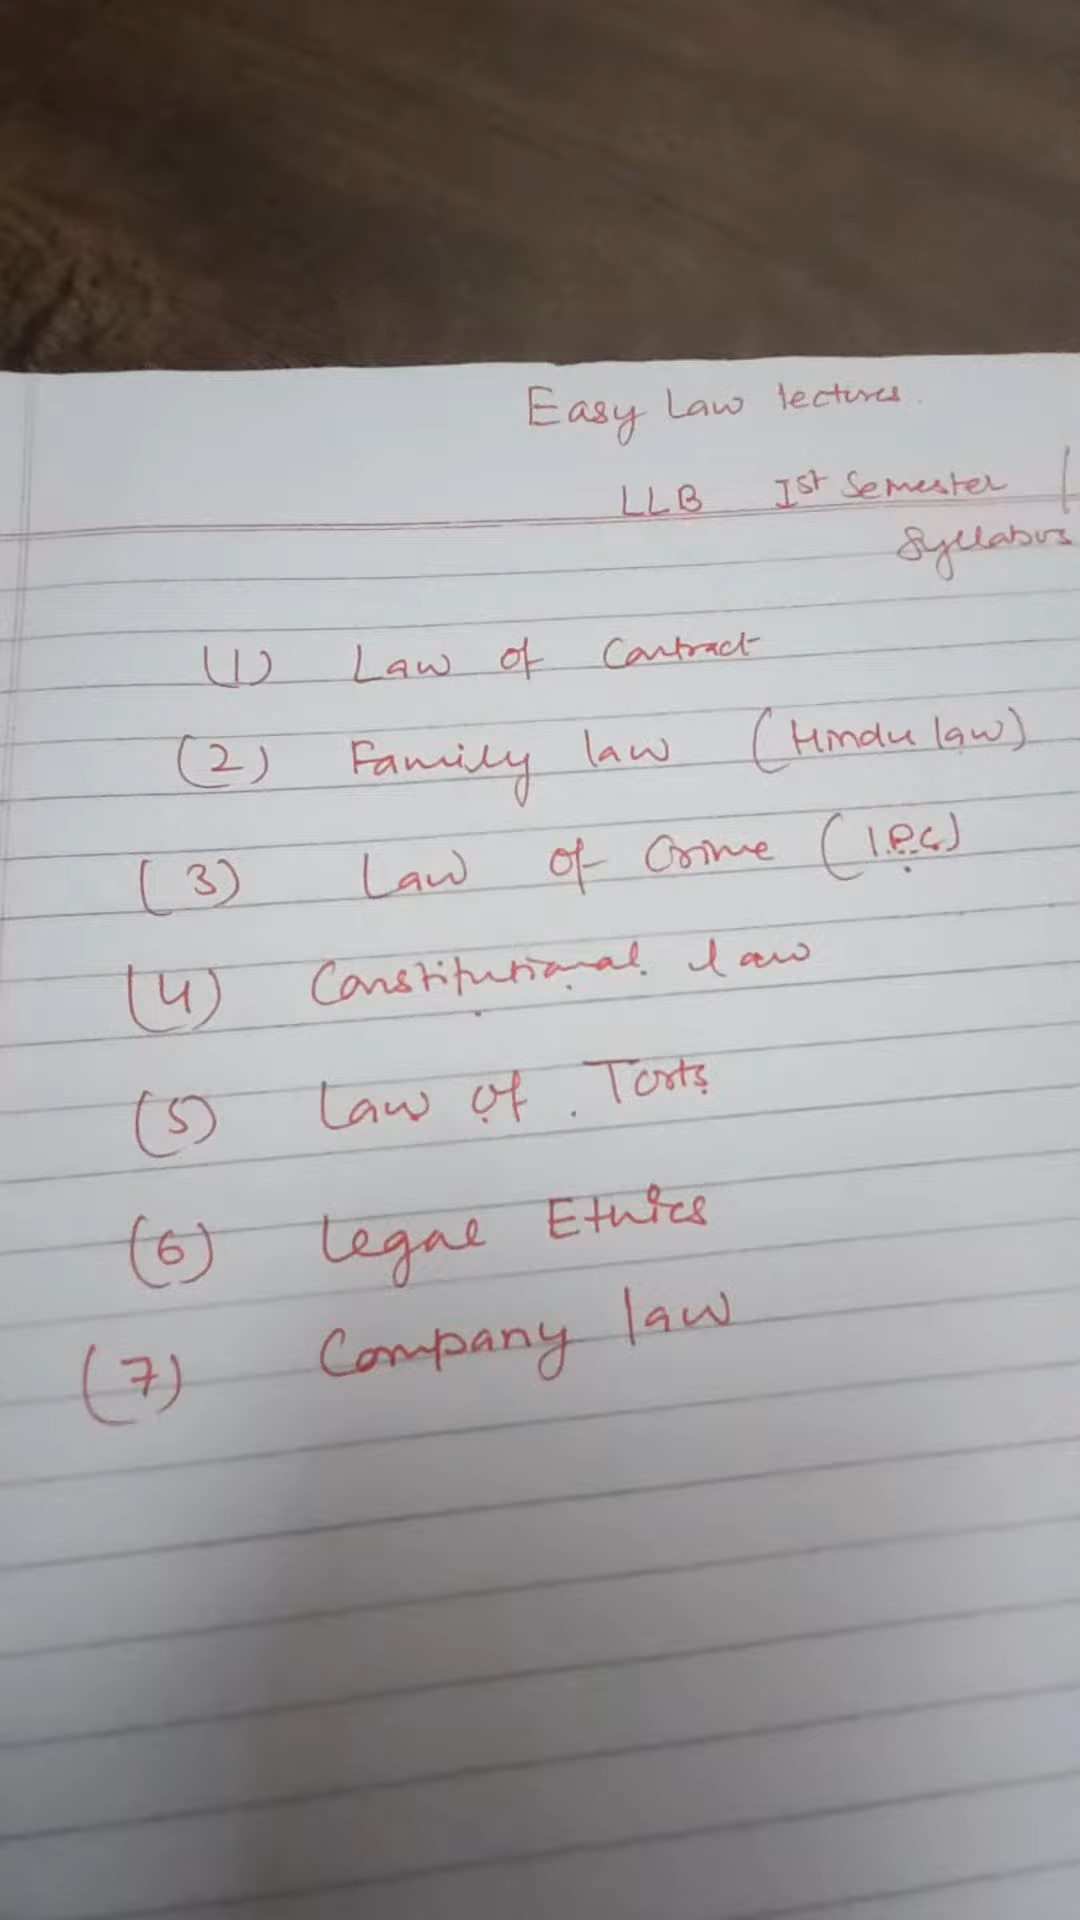 Easy Law lectures.
LLB Ist Semester |
Syllabus
(1) Law of Contract
(2) Family law (Hindu law)
(3) Law of Crime (I.P.C)
(4) Constitutional law
(5) Law of Torts
(6) Legal Ethics
(7) Company law